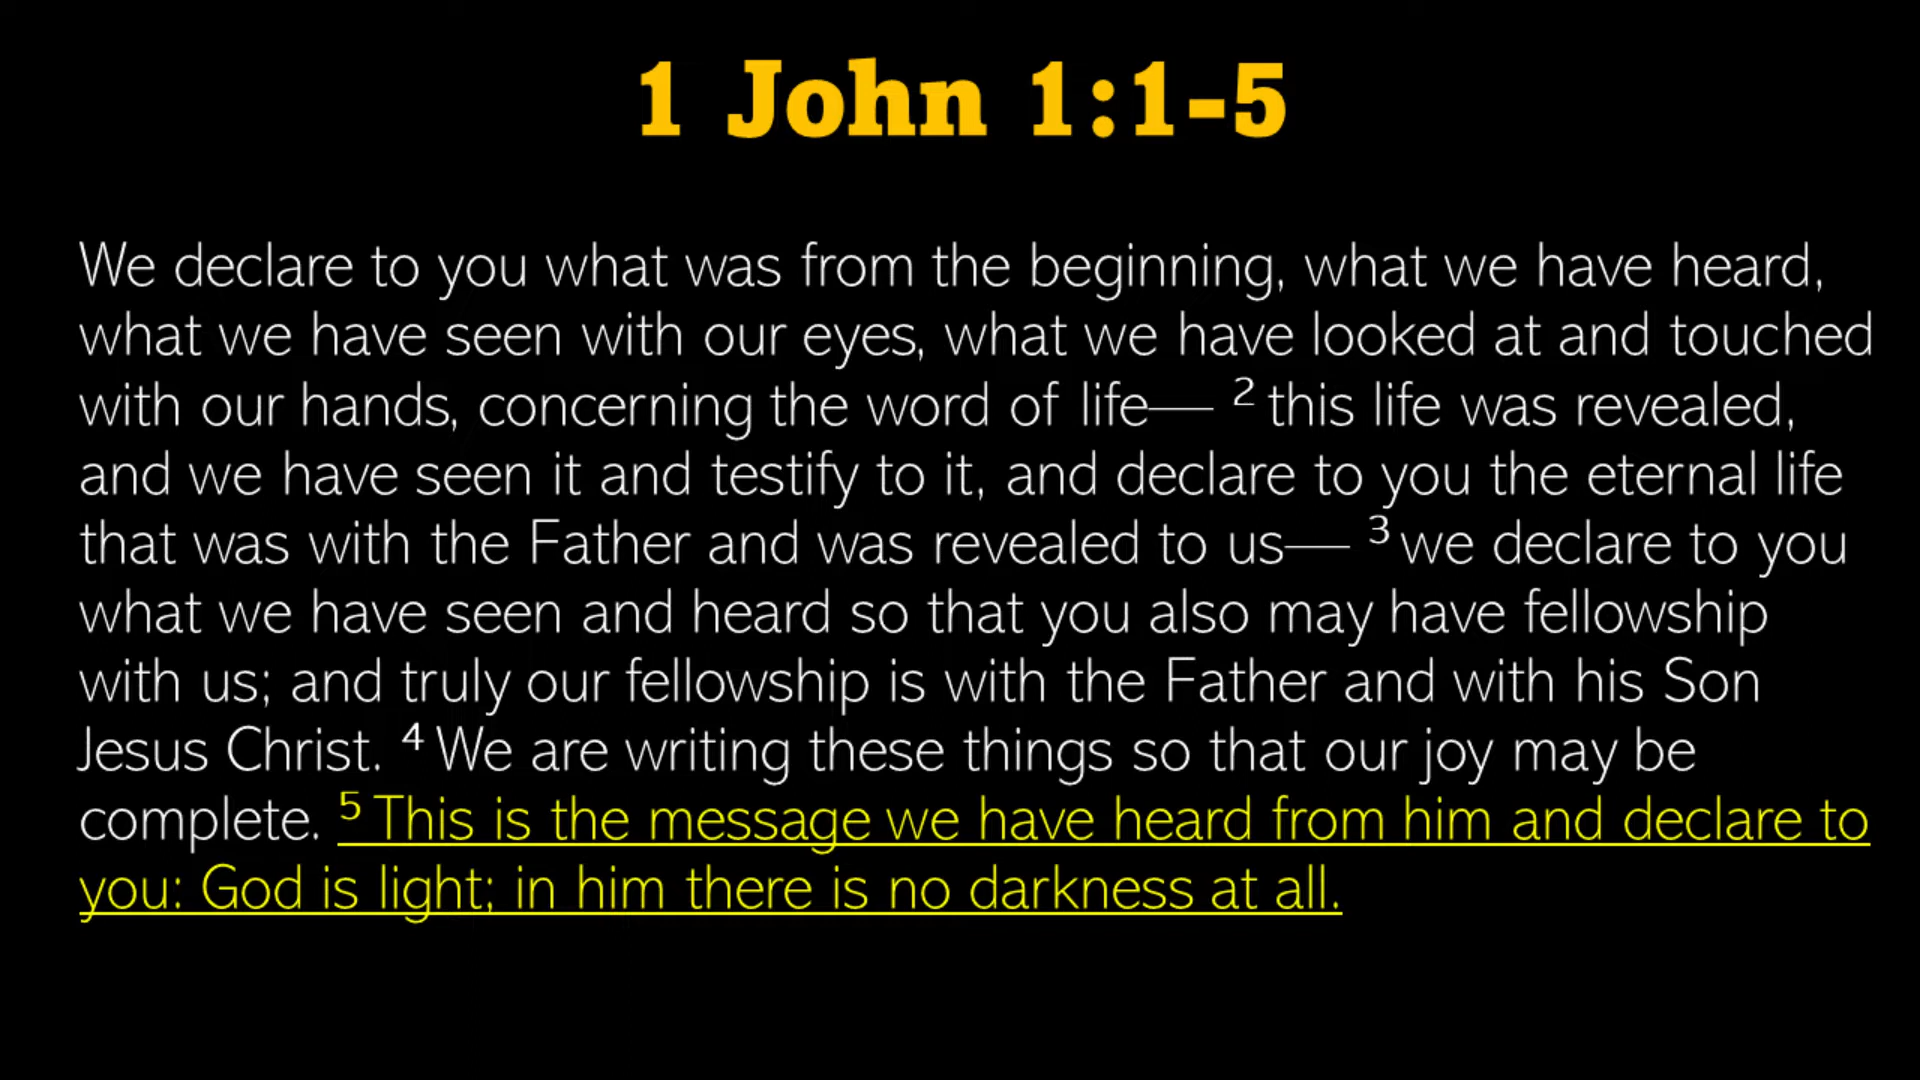 1 John 1:1-5
We declare to you what was from the beginning, what we have heard,
what we have seen with our eyes, what we have looked at and touched
with our hands, concerning the word of life— ² this life was revealed,
and we have seen it and testify to it, and declare to you the eternal life
that was with the Father and was revealed to us— ³ we declare to you
what we have seen and heard so that you also may have fellowship
with us; and truly our fellowship is with the Father and with his Son
Jesus Christ. ⁴ We are writing these things so that our joy may be
complete. ⁵ This is the message we have heard from him and declare to
you: God is light; in him there is no darkness at all.